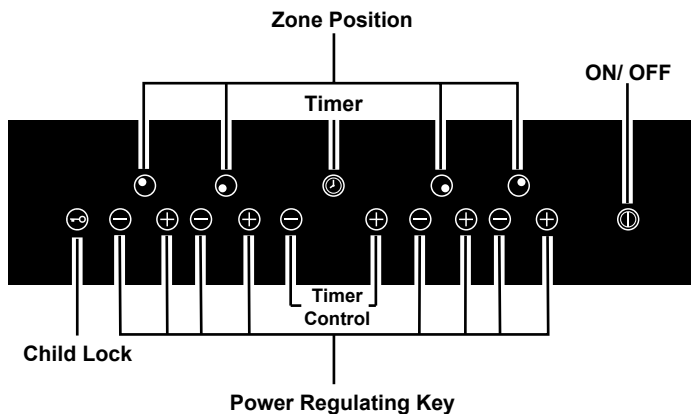 Zone Position
ON/ OFF
Timer
Timer
Control
Child Lock
Power Regulating Key